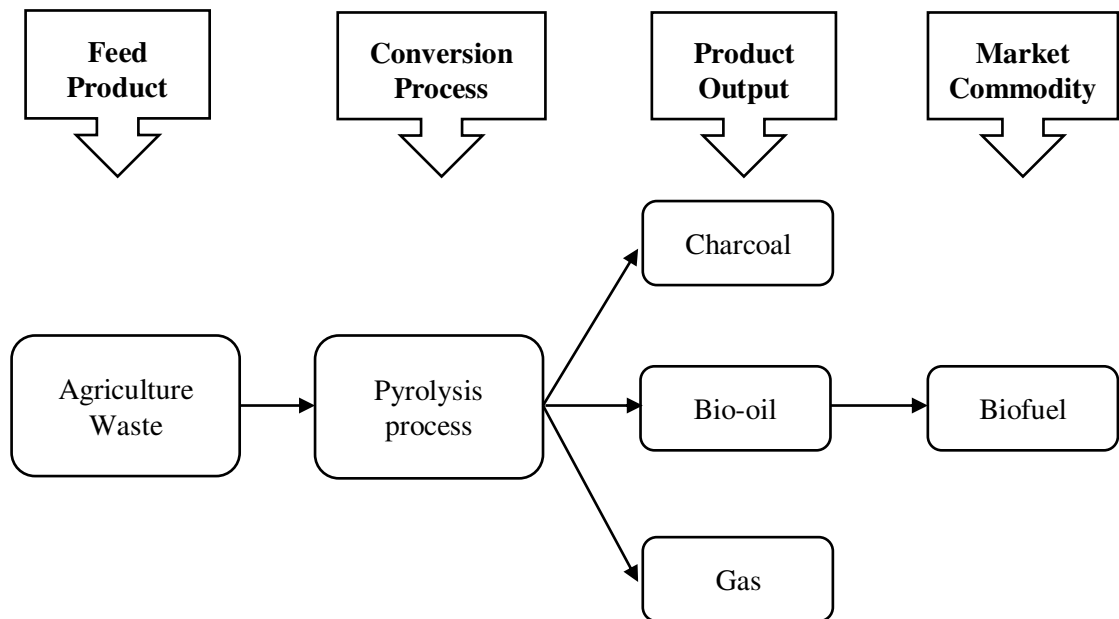 Feed
Product
Conversion
Process
Product
Output
Market
Commodity
Charcoal
Agriculture
Waste
Pyrolysis
process
Bio-oil
Biofuel
Gas